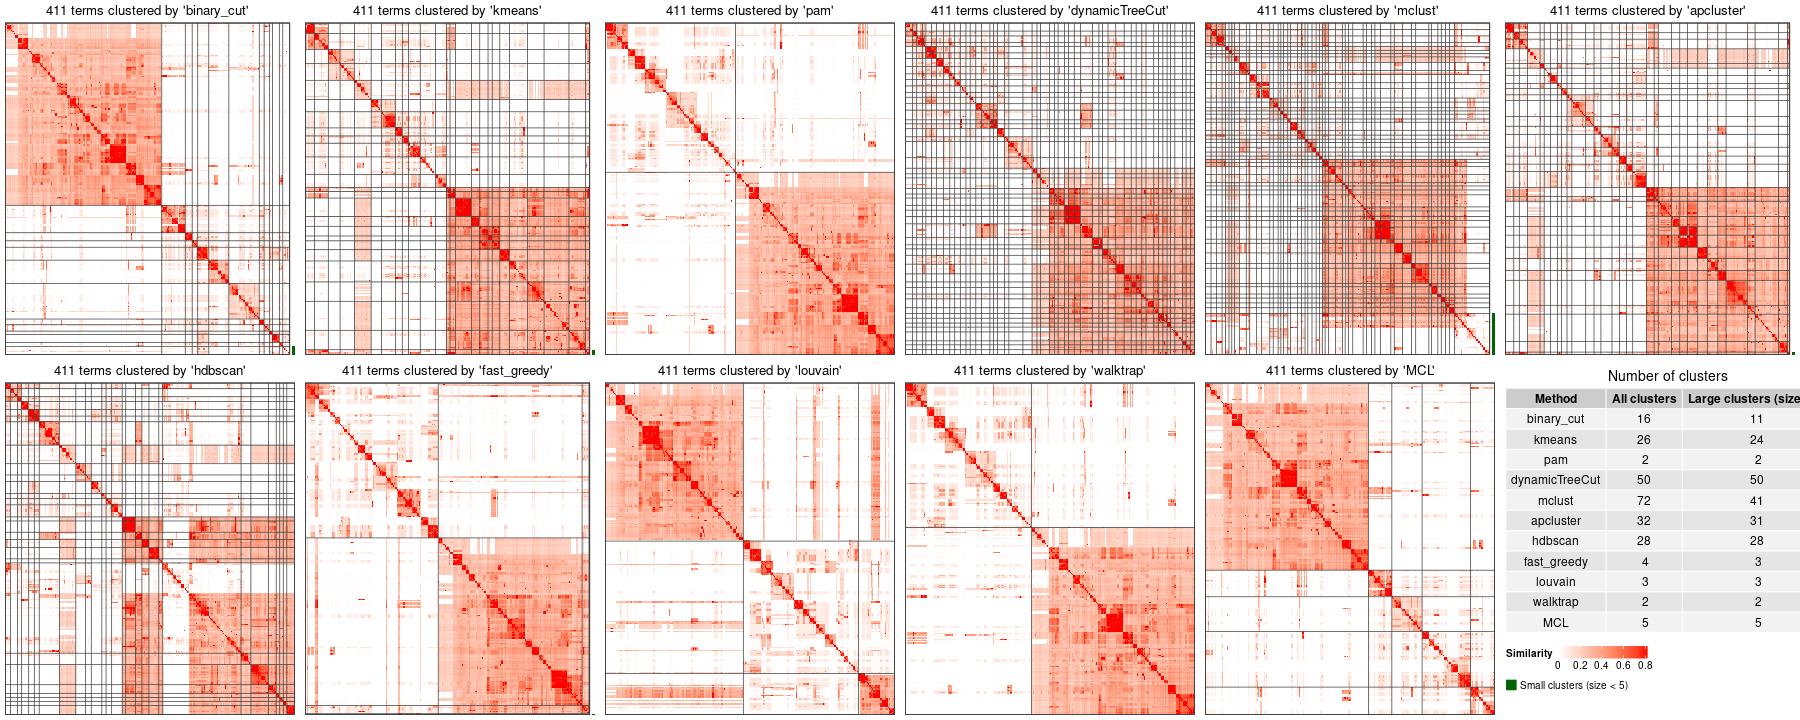 411 terms clustered by 'binary_cut'
411 terms clustered by 'kmeans'
411 terms clustered by 'pam'
411 terms clustered by 'dynamicTreeCut'
411 terms clustered by 'mclust'
411 terms clustered by 'apcluster'
411 terms clustered by 'hdbscan'
411 terms clustered by 'fast_greedy'
411 terms clustered by 'louvain'
411 terms clustered by 'walktrap'
411 terms clustered by 'MCL'
Number of clusters
Method All clusters Large clusters (size
binary_cut 16 11
kmeans 26 24
pam 2 2
dynamicTreeCut 50 50
mclust 72 41
apcluster 32 31
hdbscan 28 28
fast_greedy 4 3
louvain 3 3
walktrap 2 2
MCL 5 5
Similarity
0 0.2 0.4 0.6 0.8
Small clusters (size < 5)